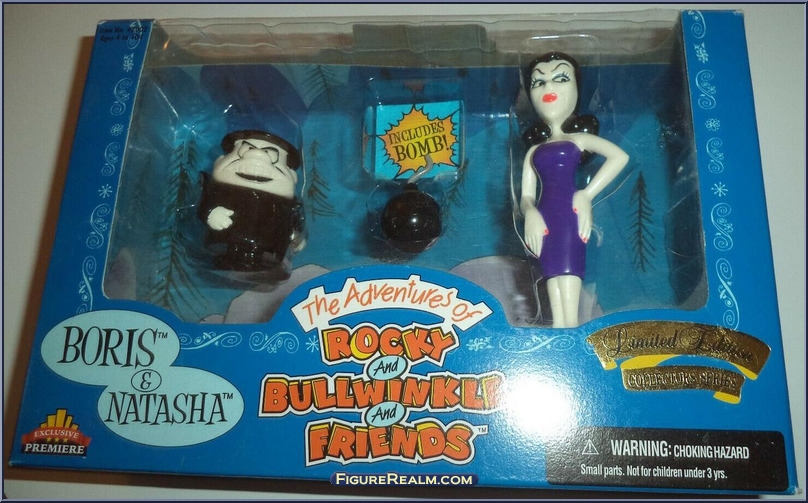 INCLUDES
BOMB!
The Adventures of
ROCKY
And
BULLWINKLE
And
FRIENDS™
BORIS™
&
NATASHA™
Limited Edition
COLLECTOR'S SERIES
EXCLUSIVE
PREMIERE
WARNING: CHOKING HAZARD
Small parts. Not for children under 3 yrs.
FIGUREREALM.COM